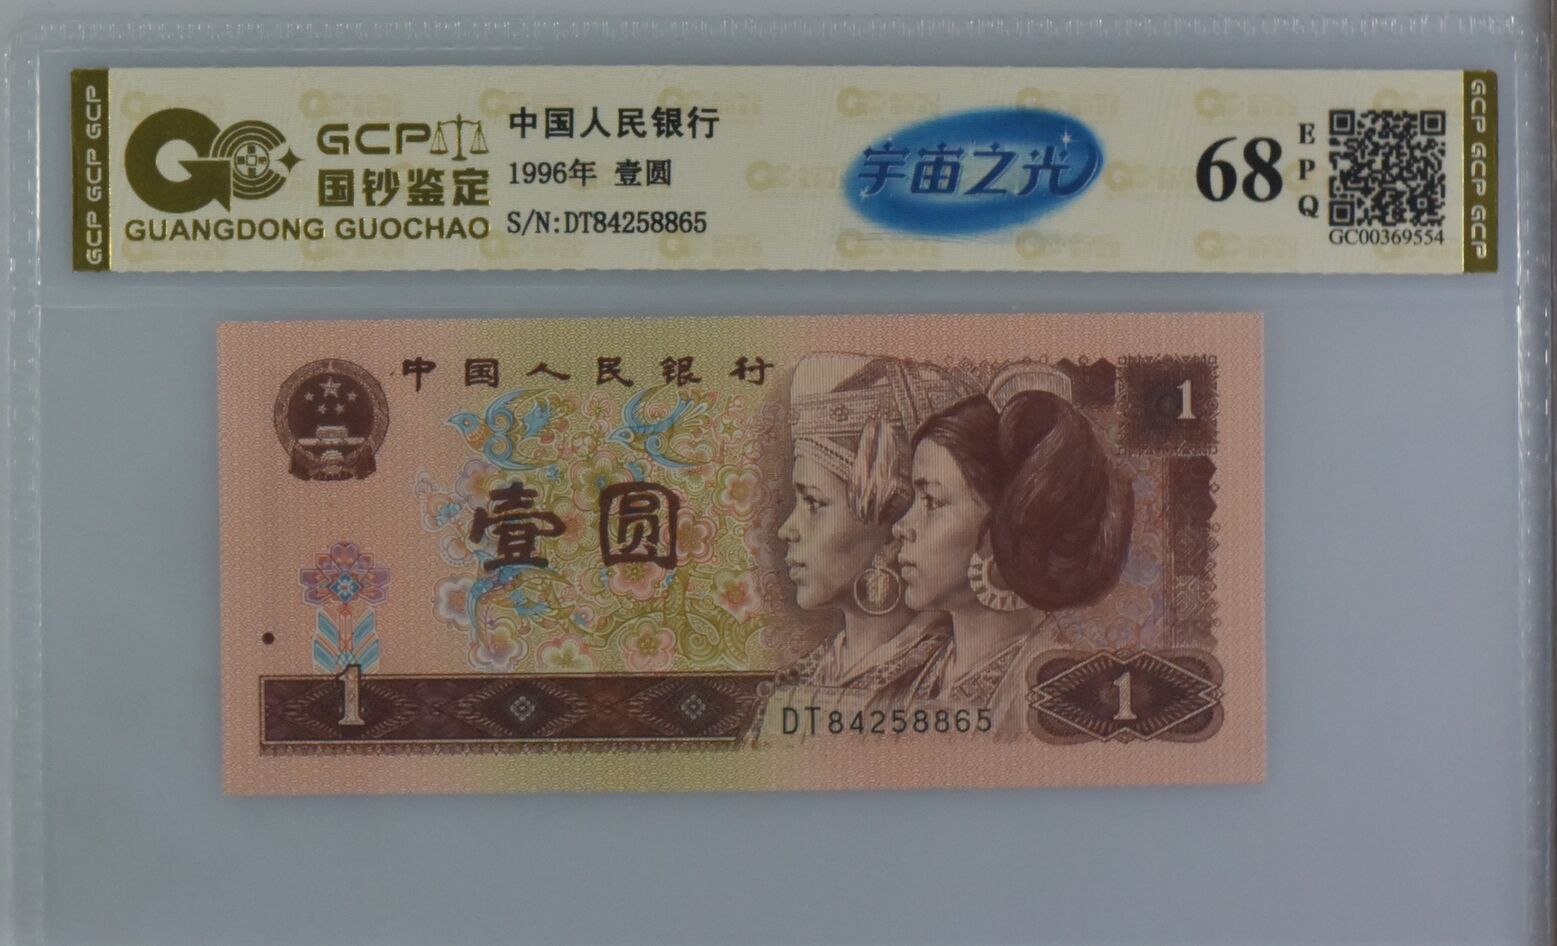 GCP GCP GCP
GCP
国钞鉴定
GUANGDONG GUOCHAO
中国人民银行
1996年 壹圆
S/N:DT84258865
宇宙之光
68
EPQ
GC00369554
GCP GCP GCP
中国人民银行
1
壹圆
1
DT84258865
1